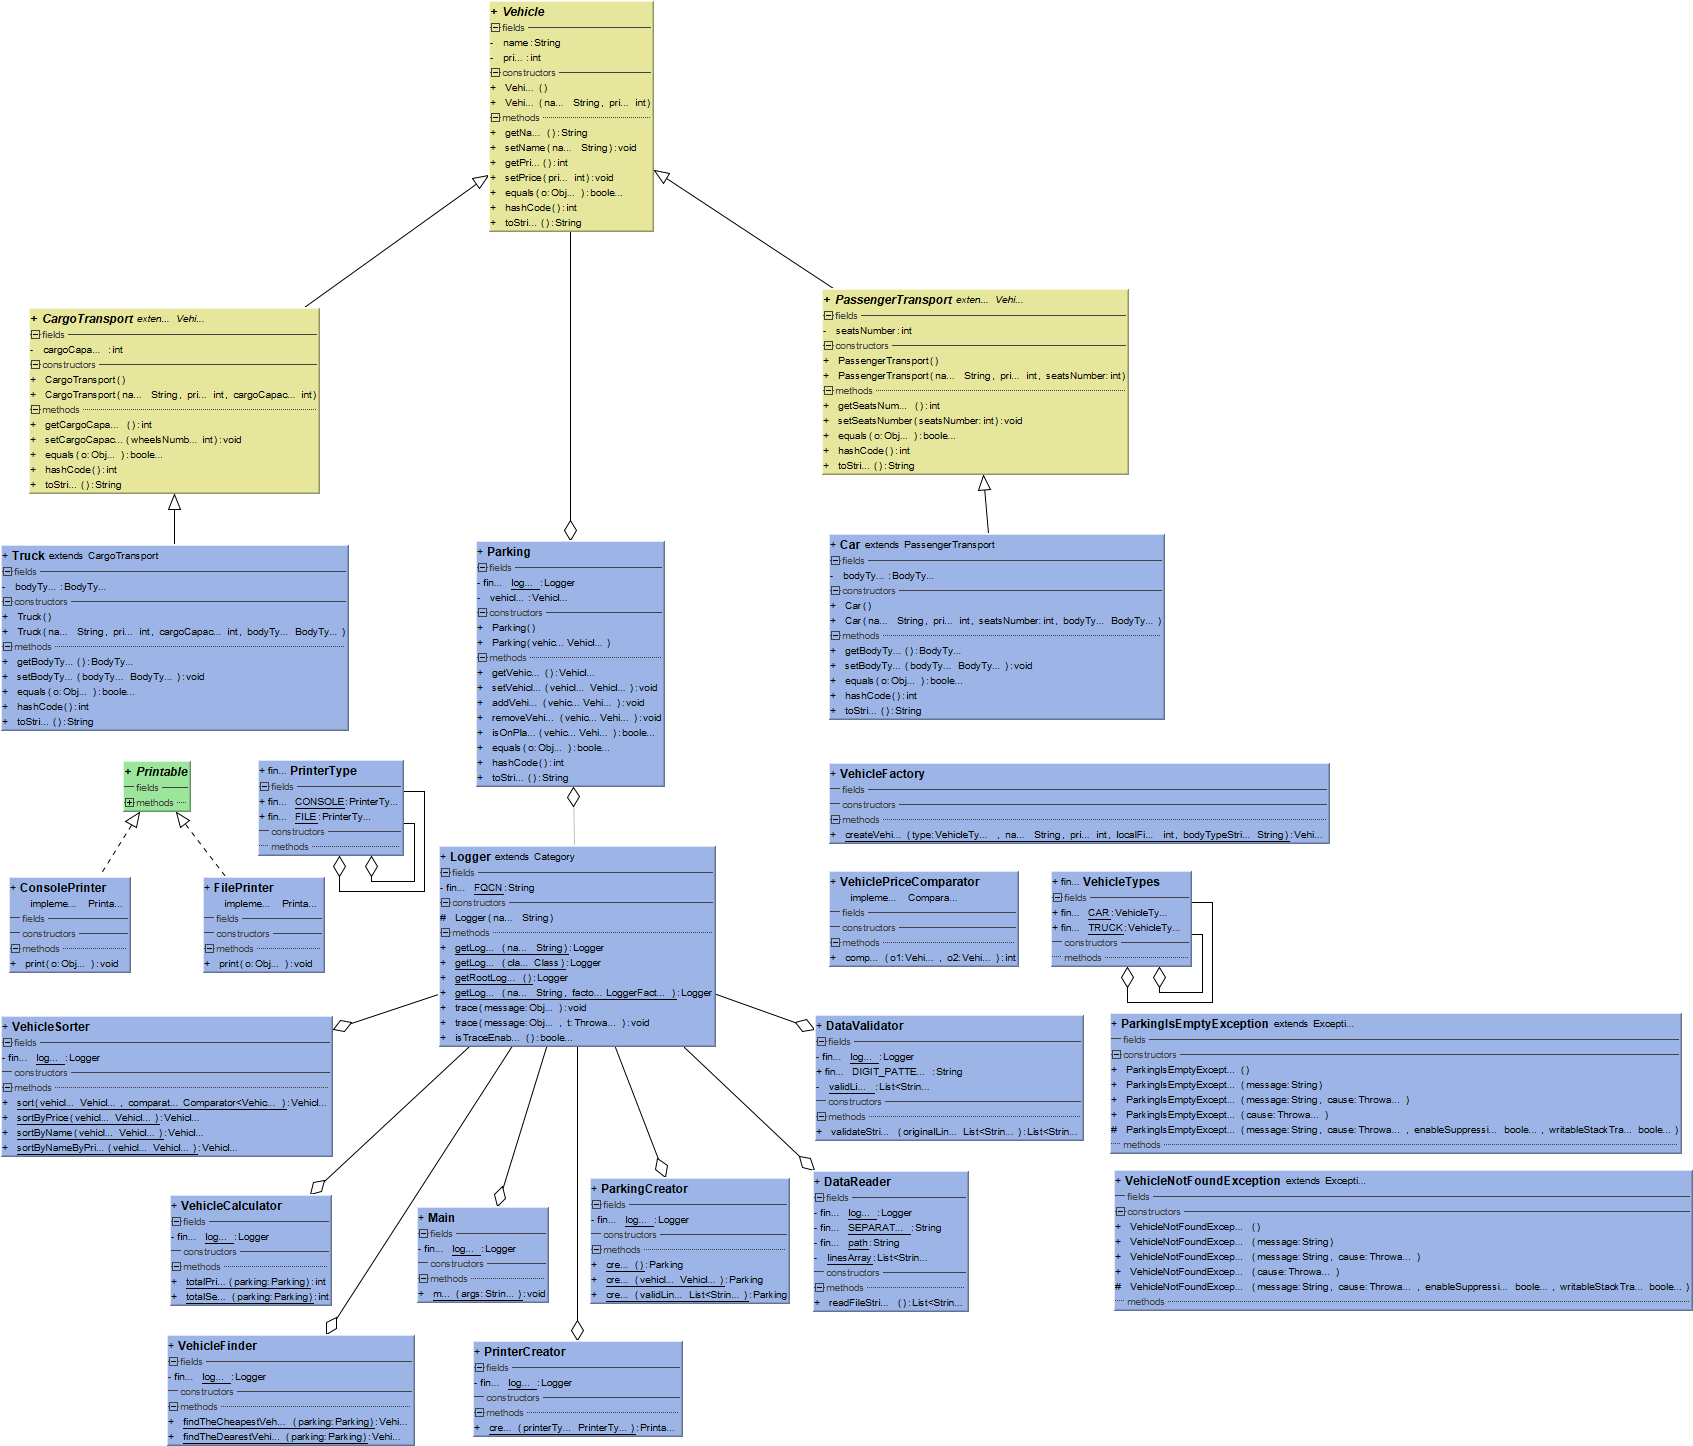 + Vehicle
fields
- name : String
- pri... : int
constructors
+ Vehi... ()
+ Vehi... (na... String, pri... int)
methods
+ getNa... () : String
+ setName (na... String) : void
+ getPri... () : int
+ setPrice (pri... int) : void
+ equals (o: Obj... ) : boole...
+ hashCode () : int
+ toStri... () : String
+ CargoTransport exten... Vehi...
fields
- cargoCapa... : int
constructors
+ CargoTransport ()
+ CargoTransport (na... String, pri... int, cargoCapac... int)
methods
+ getCargoCapa... () : int
+ setCargoCapac... (wheelsNumb... int) : void
+ equals (o: Obj... ) : boole...
+ hashCode () : int
+ toStri... () : String
+ PassengerTransport exten... Vehi...
fields
- seatsNumber : int
constructors
+ PassengerTransport ()
+ PassengerTransport (na... String, pri... int, seatsNumber: int)
methods
+ getSeatsNum... () : int
+ setSeatsNumber (seatsNumber: int) : void
+ equals (o: Obj... ) : boole...
+ hashCode () : int
+ toStri... () : String
+ Truck extends CargoTransport
fields
- bodyTy... : BodyTy...
constructors
+ Truck ()
+ Truck (na... String, pri... int, cargoCapac... int, bodyTy... BodyTy... )
methods
+ getBodyTy... () : BodyTy...
+ setBodyTy... (bodyTy... BodyTy... ) : void
+ equals (o: Obj... ) : boole...
+ hashCode () : int
+ toStri... () : String
+ Parking
fields
- fin... log... : Logger
- vehicl... : Vehicl...
constructors
+ Parking ()
+ Parking (vehic... Vehicl... )
methods
+ getVehic... () : Vehicl...
+ setVehicl... (vehicl... Vehicl... ) : void
+ addVehi... (vehic... Vehi... ) : void
+ removeVehi... (vehic... Vehi... ) : void
+ isOnPla... (vehic... Vehi... ) : boole...
+ equals (o: Obj... ) : boole...
+ hashCode () : int
+ toStri... () : String
+ Car extends PassengerTransport
fields
- bodyTy... : BodyTy...
constructors
+ Car ()
+ Car (na... String, pri... int, seatsNumber: int, bodyTy... BodyTy... )
methods
+ getBodyTy... () : BodyTy...
+ setBodyTy... (bodyTy... BodyTy... ) : void
+ equals (o: Obj... ) : boole...
+ hashCode () : int
+ toStri... () : String
+ Printable
fields
methods
+ fin... PrinterType
fields
+ fin... CONSOLE : PrinterTy...
+ fin... FILE : PrinterTy...
constructors
methods
+ VehicleFactory
fields
constructors
methods
+ createVehi... (type: VehicleTy... , na... String, pri... int, localFi... int, bodyTypeStri... String) : Vehi...
+ ConsolePrinter
impleme... Printa...
fields
constructors
methods
+ print (o: Obj... ) : void
+ FilePrinter
impleme... Printa...
fields
constructors
methods
+ print (o: Obj... ) : void
+ Logger extends Category
fields
- fin... FQCN : String
constructors
# Logger (na... String)
methods
+ getLog... (na... String) : Logger
+ getLog... (cla... Class) : Logger
+ getRootLog... () : Logger
+ getLog... (na... String, facto... LoggerFact... ) : Logger
+ trace (message: Obj... ) : void
+ trace (message: Obj... , t: Throwa... ) : void
+ isTraceEnab... () : boole...
+ VehiclePriceComparator
impleme... Compara...
fields
constructors
methods
+ comp... (o1: Vehi... , o2: Vehi... ) : int
+ fin... VehicleTypes
fields
+ fin... CAR : VehicleTy...
+ fin... TRUCK : VehicleTy...
constructors
methods
+ VehicleSorter
fields
- fin... log... : Logger
constructors
methods
+ sort (vehicl... Vehicl... , comparat... Comparator<Vehic... ) : Vehicl...
+ sortByPrice (vehicl... Vehicl... ) : Vehicl...
+ sortByName (vehicl... Vehicl... ) : Vehicl...
+ sortByNameByPri... (vehicl... Vehicl... ) : Vehicl...
+ DataValidator
fields
- fin... log... : Logger
+ fin... DIGIT_PATTE... : String
- validLi... : List<Strin...
constructors
methods
+ validateStri... (originalLin... List<Strin... ) : List<Strin...
+ ParkingIsEmptyException extends Excepti...
fields
constructors
+ ParkingIsEmptyExcept... ()
+ ParkingIsEmptyExcept... (message: String)
+ ParkingIsEmptyExcept... (message: String, cause: Throwa... )
+ ParkingIsEmptyExcept... (cause: Throwa... )
# ParkingIsEmptyExcept... (message: String, cause: Throwa... , enableSuppressi... boole... , writableStackTra... boole... )
methods
+ VehicleCalculator
fields
- fin... log... : Logger
constructors
methods
+ totalPri... (parking: Parking) : int
+ totalSe... (parking: Parking) : int
+ Main
fields
- fin... log... : Logger
constructors
methods
+ m... (args: Strin... ) : void
+ ParkingCreator
fields
- fin... log... : Logger
constructors
methods
+ cre... () : Parking
+ cre... (vehicl... Vehicl... ) : Parking
+ cre... (validLin... List<Strin... ) : Parking
+ DataReader
fields
- fin... log... : Logger
- fin... SEPARAT... : String
- fin... path : String
- linesArray : List<Strin...
constructors
methods
+ readFileStri... () : List<Strin...
+ VehicleNotFoundException extends Excepti...
fields
constructors
+ VehicleNotFoundExcep... ()
+ VehicleNotFoundExcep... (message: String)
+ VehicleNotFoundExcep... (message: String, cause: Throwa... )
+ VehicleNotFoundExcep... (cause: Throwa... )
# VehicleNotFoundExcep... (message: String, cause: Throwa... , enableSuppressi... boole... , writableStackTra... boole... )
methods
+ VehicleFinder
fields
- fin... log... : Logger
constructors
methods
+ findTheCheapestVeh... (parking: Parking) : Vehi...
+ findTheDearestVehi... (parking: Parking) : Vehi...
+ PrinterCreator
fields
- fin... log... : Logger
constructors
methods
+ cre... (printerTy... PrinterTy... ) : Printa...